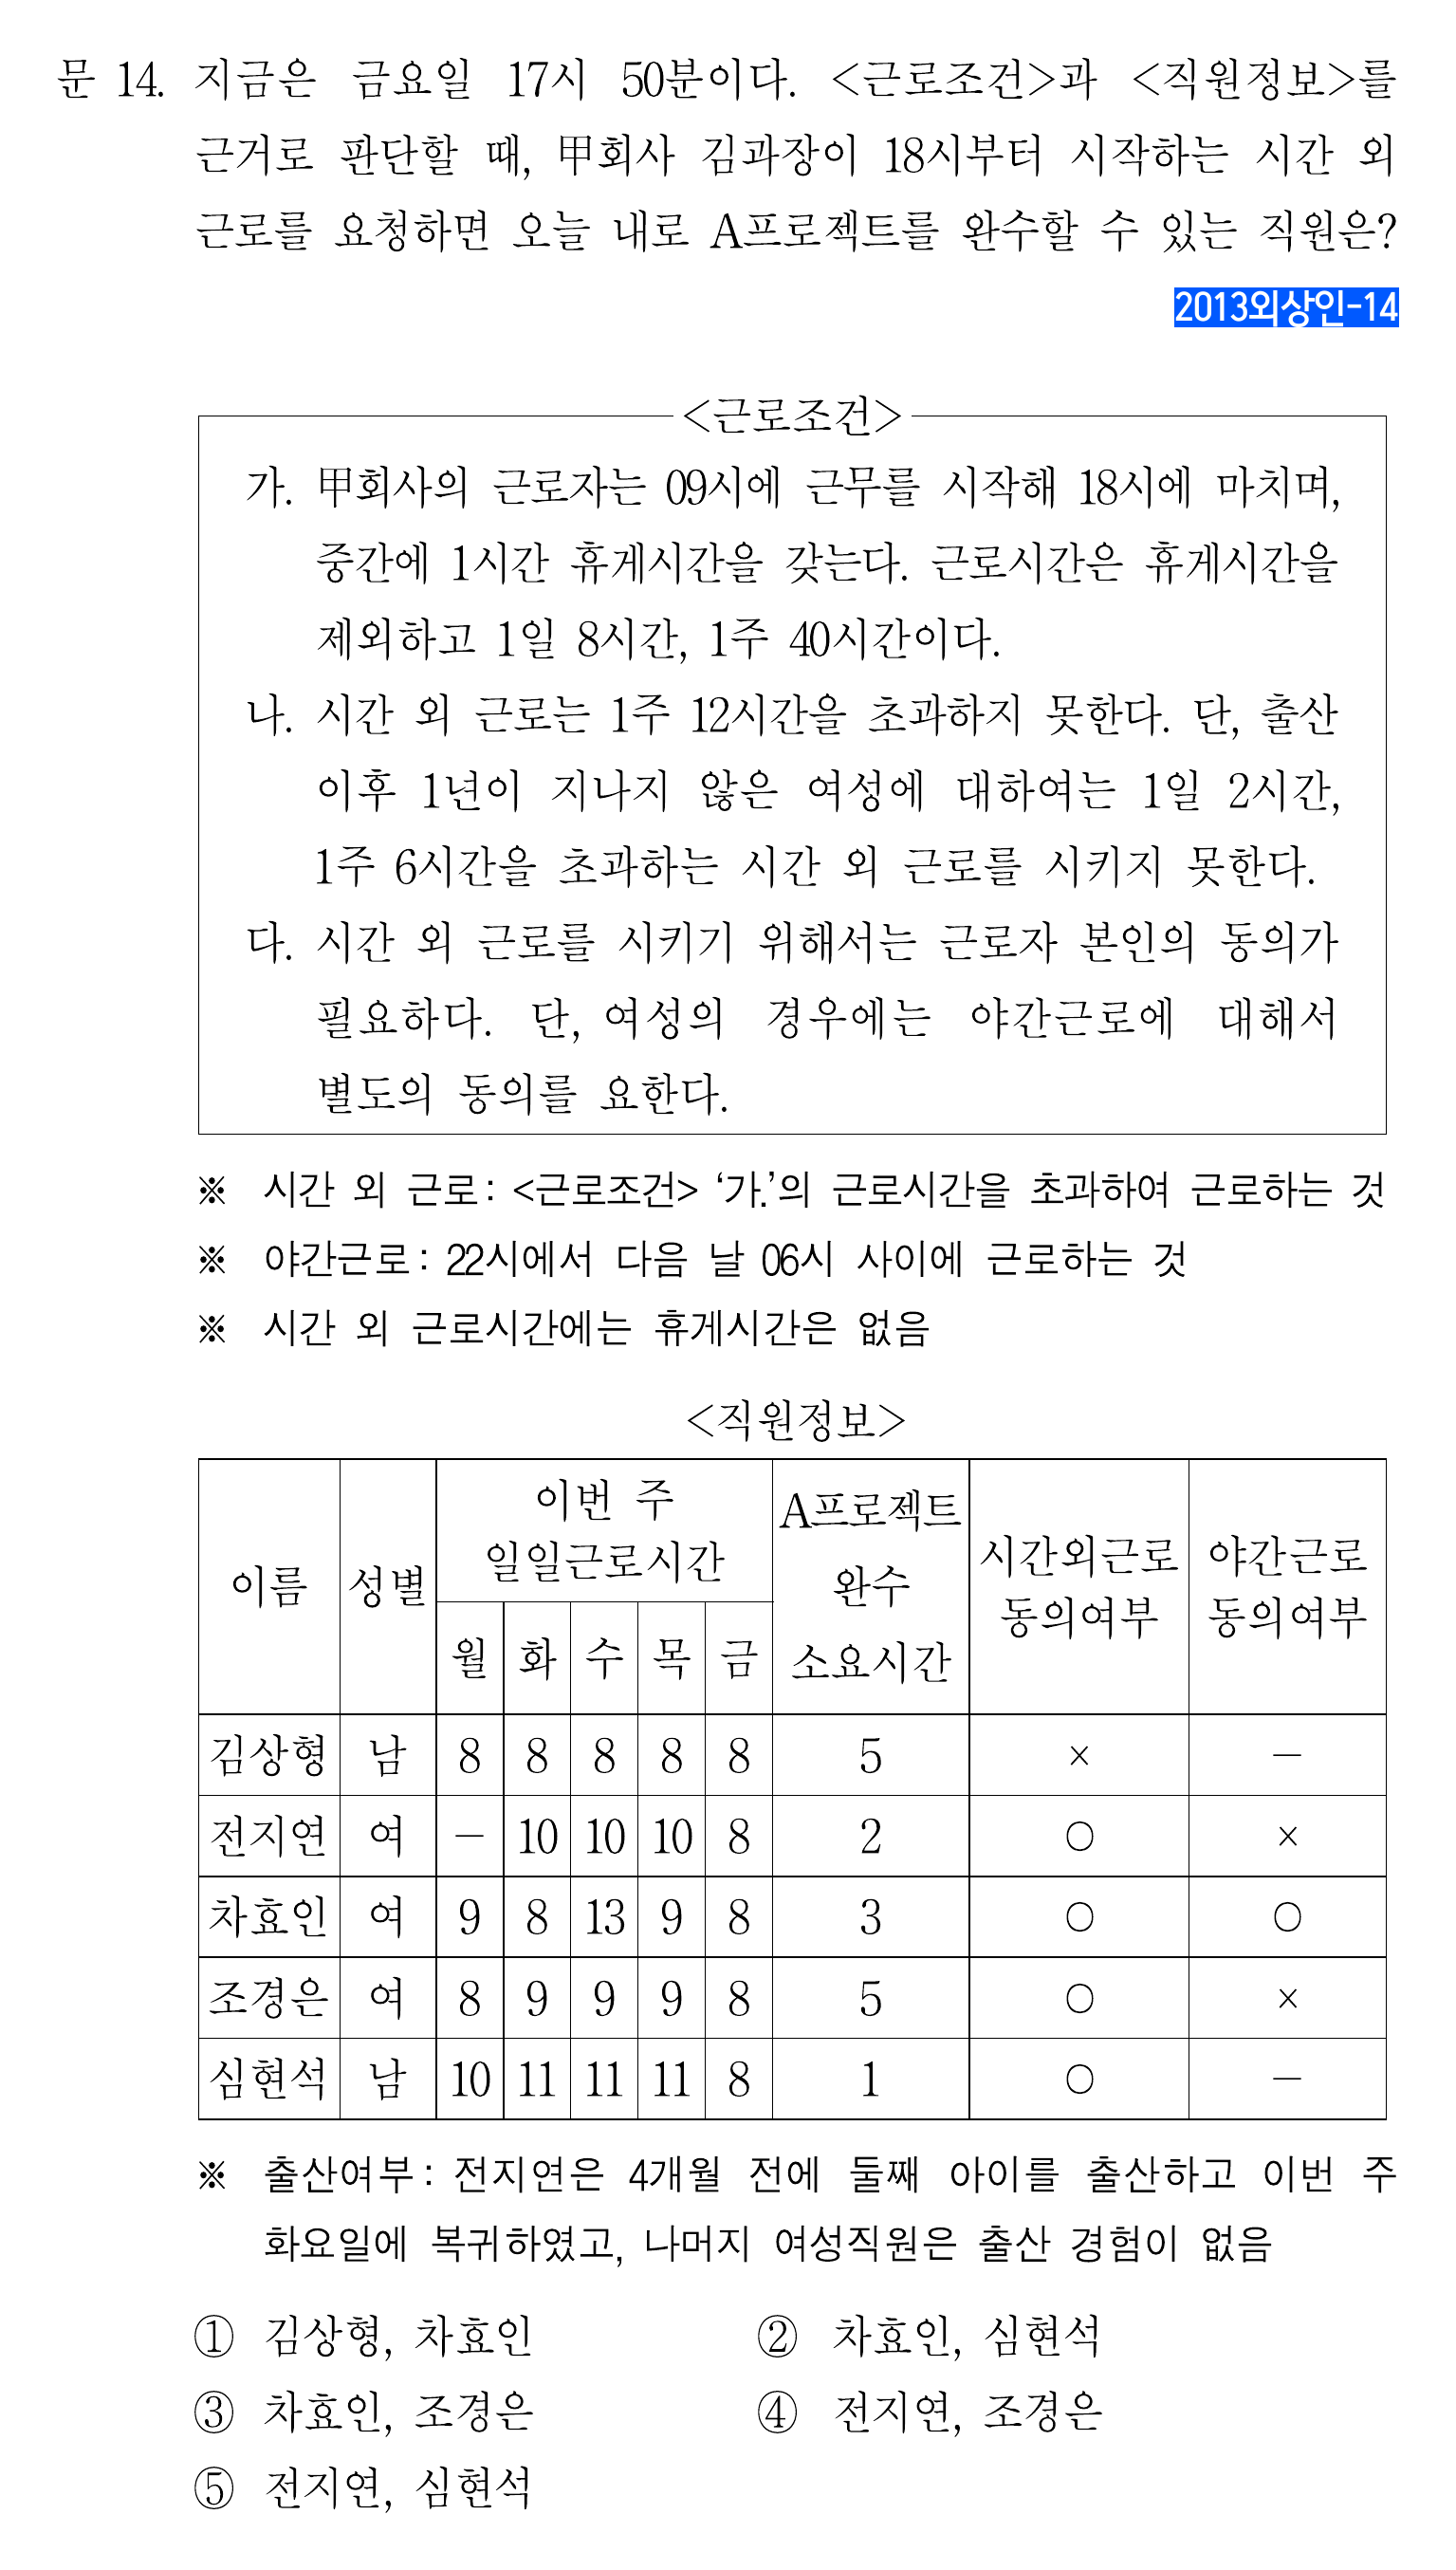 문 14. 지금은 금요일 17시 50분이다. <근로조건>과 <직원정보>를
근거로 판단할 때, 甲회사 김과장이 18시부터 시작하는 시간 외
근로를 요청하면 오늘 내로 A프로젝트를 완수할 수 있는 직원은?
2013외상인-14
<근로조건>
가. 甲회사의 근로자는 09시에 근무를 시작해 18시에 마치며,
중간에 1시간 휴게시간을 갖는다. 근로시간은 휴게시간을
제외하고 1일 8시간, 1주 40시간이다.
나. 시간 외 근로는 1주 12시간을 초과하지 못한다. 단, 출산
이후 1년이 지나지 않은 여성에 대하여는 1일 2시간,
1주 6시간을 초과하는 시간 외 근로를 시키지 못한다.
다. 시간 외 근로를 시키기 위해서는 근로자 본인의 동의가
필요하다. 단, 여성의 경우에는 야간근로에 대해서
별도의 동의를 요한다.
※ 시간 외 근로: <근로조건> ‘가.’의 근로시간을 초과하여 근로하는 것
※ 야간근로: 22시에서 다음 날 06시 사이에 근로하는 것
※ 시간 외 근로시간에는 휴게시간은 없음
<직원정보>
이름 성별 이번 주 일일근로시간 A프로젝트 완수 소요시간 시간외근로 동의여부 야간근로 동의여부
월 화 수 목 금
김상형 남 8 8 8 8 8 5 × －
전지연 여 － 10 10 10 8 2 ○ ×
차효인 여 9 8 13 9 8 3 ○ ○
조경은 여 8 9 9 9 8 5 ○ ×
심현석 남 10 11 11 11 8 1 ○ －
※ 출산여부: 전지연은 4개월 전에 둘째 아이를 출산하고 이번 주
화요일에 복귀하였고, 나머지 여성직원은 출산 경험이 없음
① 김상형, 차효인 ② 차효인, 심현석
③ 차효인, 조경은 ④ 전지연, 조경은
⑤ 전지연, 심현석